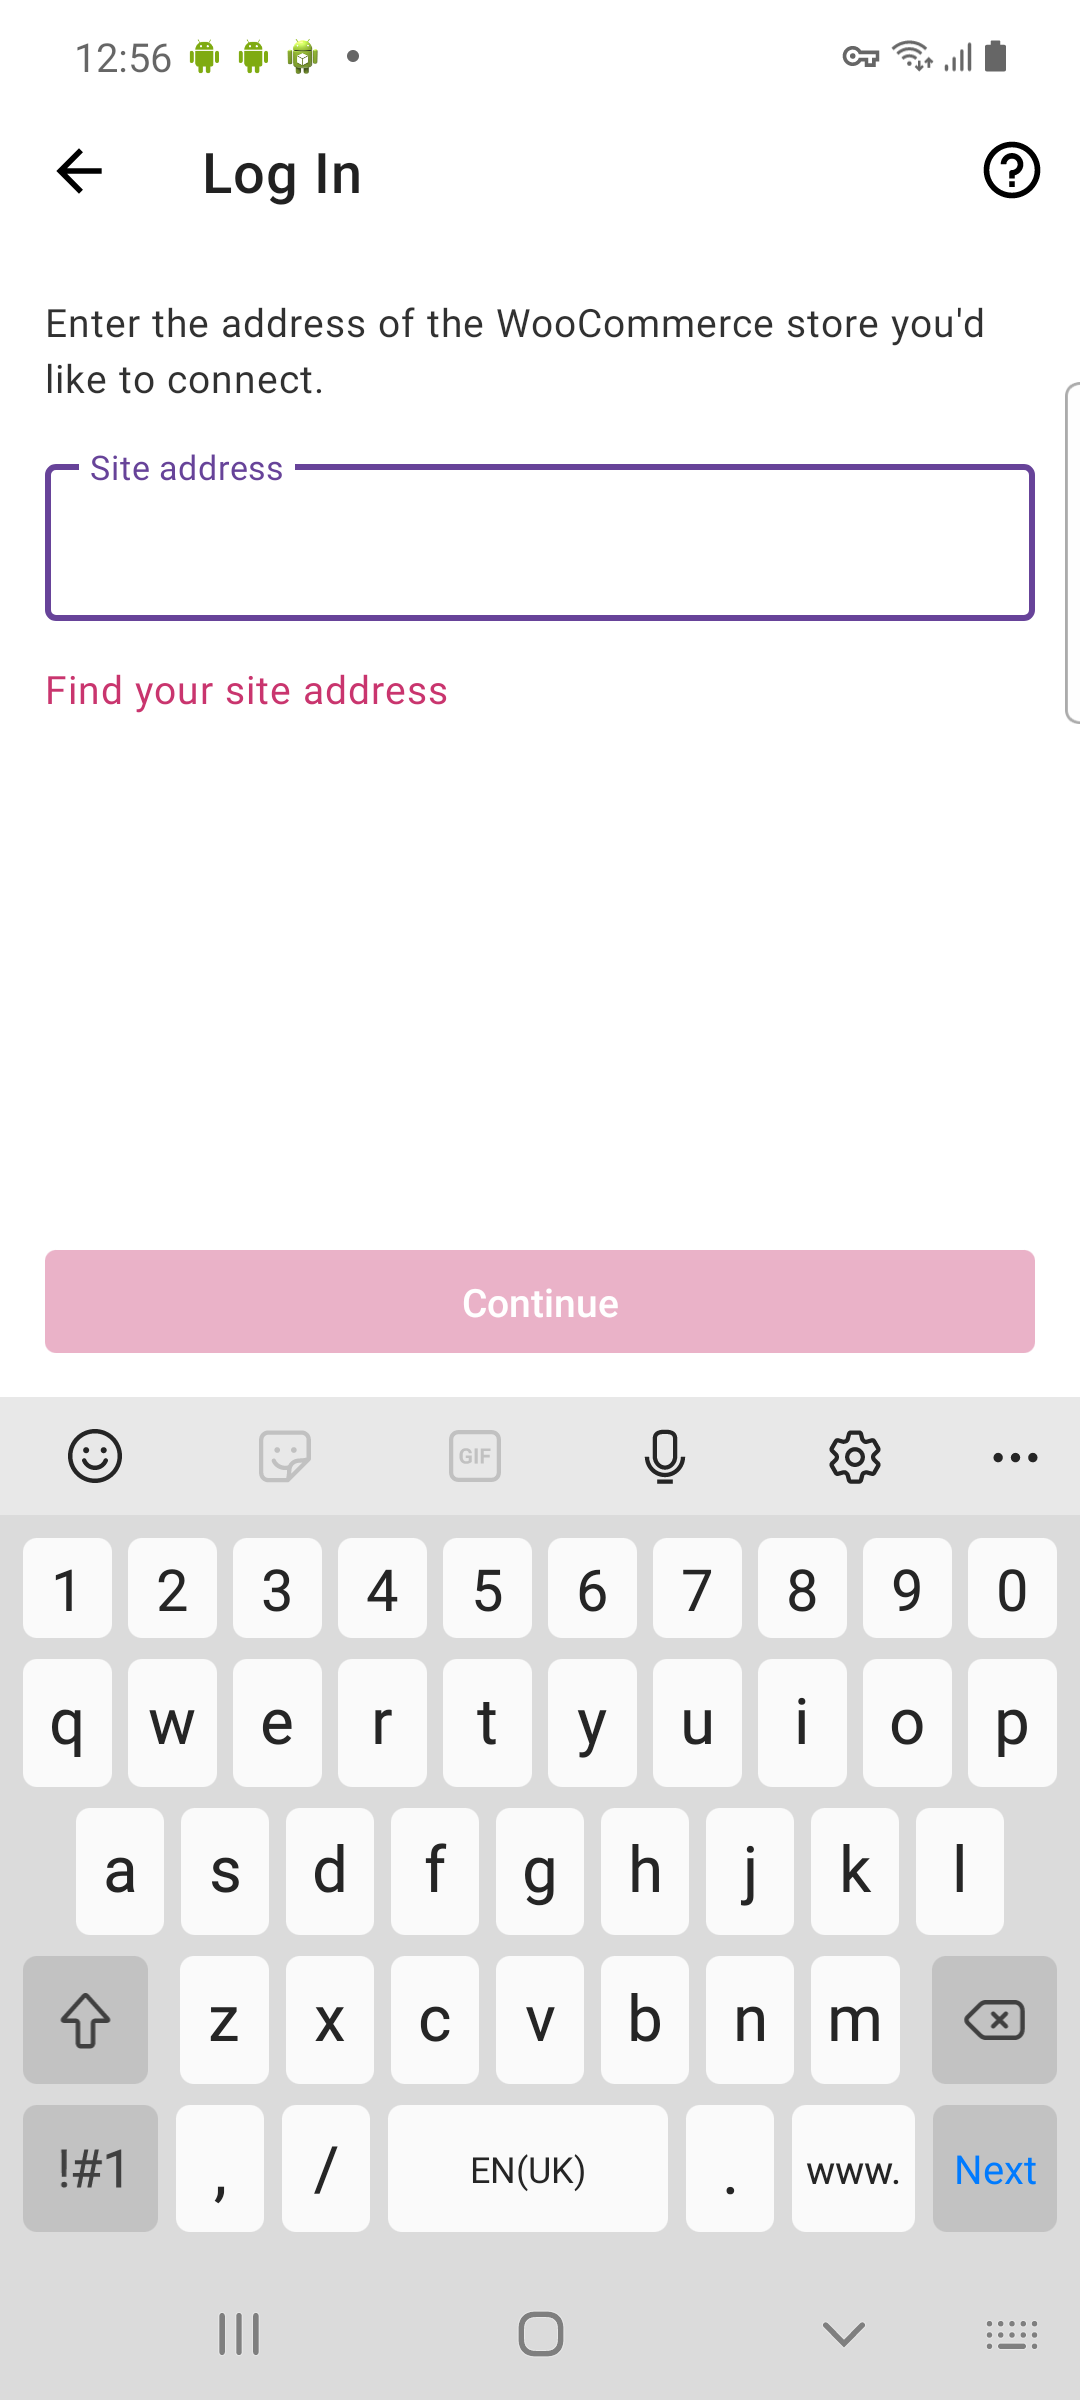 12:56
Log In
Enter the address of the WooCommerce store you'd
like to connect.
Site address
Find your site address
Continue
GIF
1 2 3 4 5 6 7 8 9 0
q w e r t y u i o p
a s d f g h j k l
z x c v b n m
!#1 , / EN(UK) . www. Next